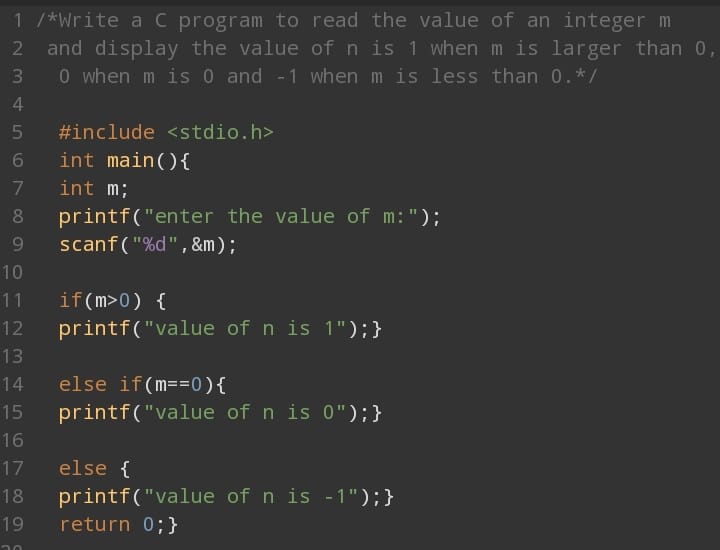 1 /*Write a C program to read the value of an integer m
2 and display the value of n is 1 when m is larger than 0,
3 0 when m is 0 and -1 when m is less than 0.*/
4
5 #include <stdio.h>
6 int main(){
7 int m;
8 printf("enter the value of m:");
9 scanf("%d",&m);
10
11 if(m>0) {
12 printf("value of n is 1");}
13
14 else if(m==0){
15 printf("value of n is 0");}
16
17 else {
18 printf("value of n is -1");}
19 return 0;}